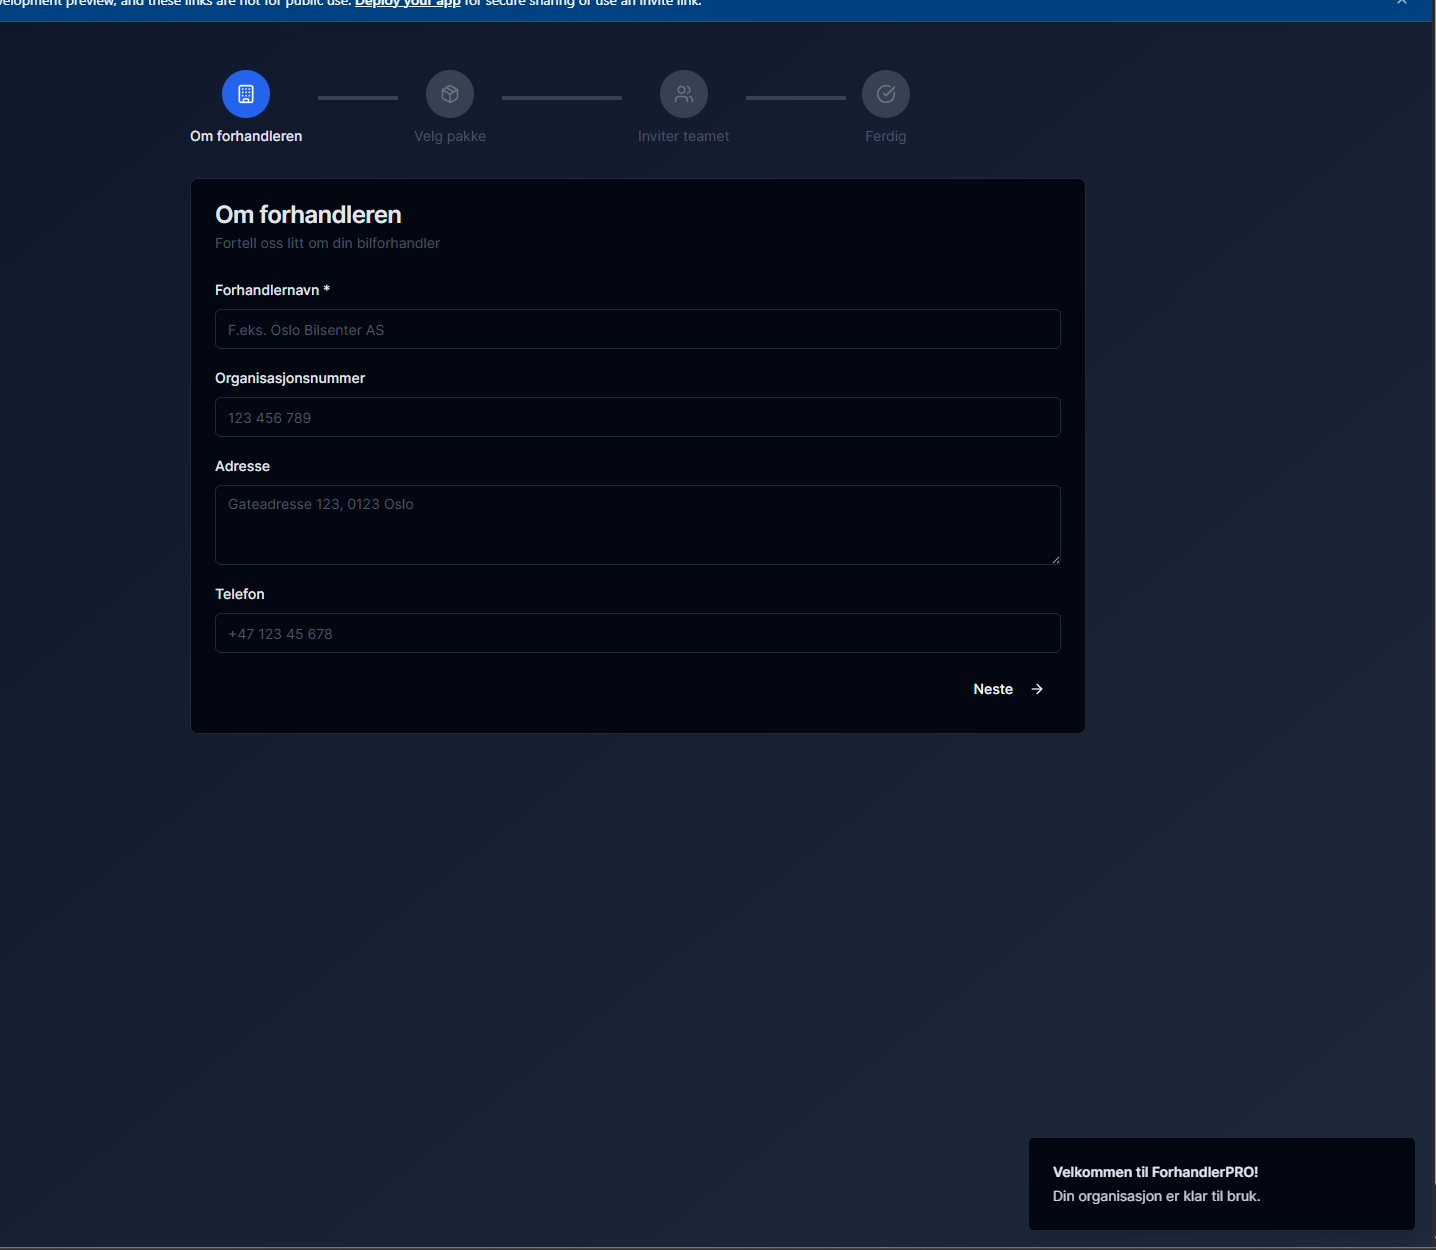 velopment preview, and these links are not for public use. Deploy your app for secure sharing or use an invite link.
Om forhandleren
Velg pakke
Inviter teamet
Ferdig
Om forhandleren
Fortell oss litt om din bilforhandler
Forhandlernavn *
F.eks. Oslo Bilsenter AS
Organisasjonsnummer
123 456 789
Adresse
Gateadresse 123, 0123 Oslo
Telefon
+47 123 45 678
Neste
Velkommen til ForhandlerPRO!
Din organisasjon er klar til bruk.